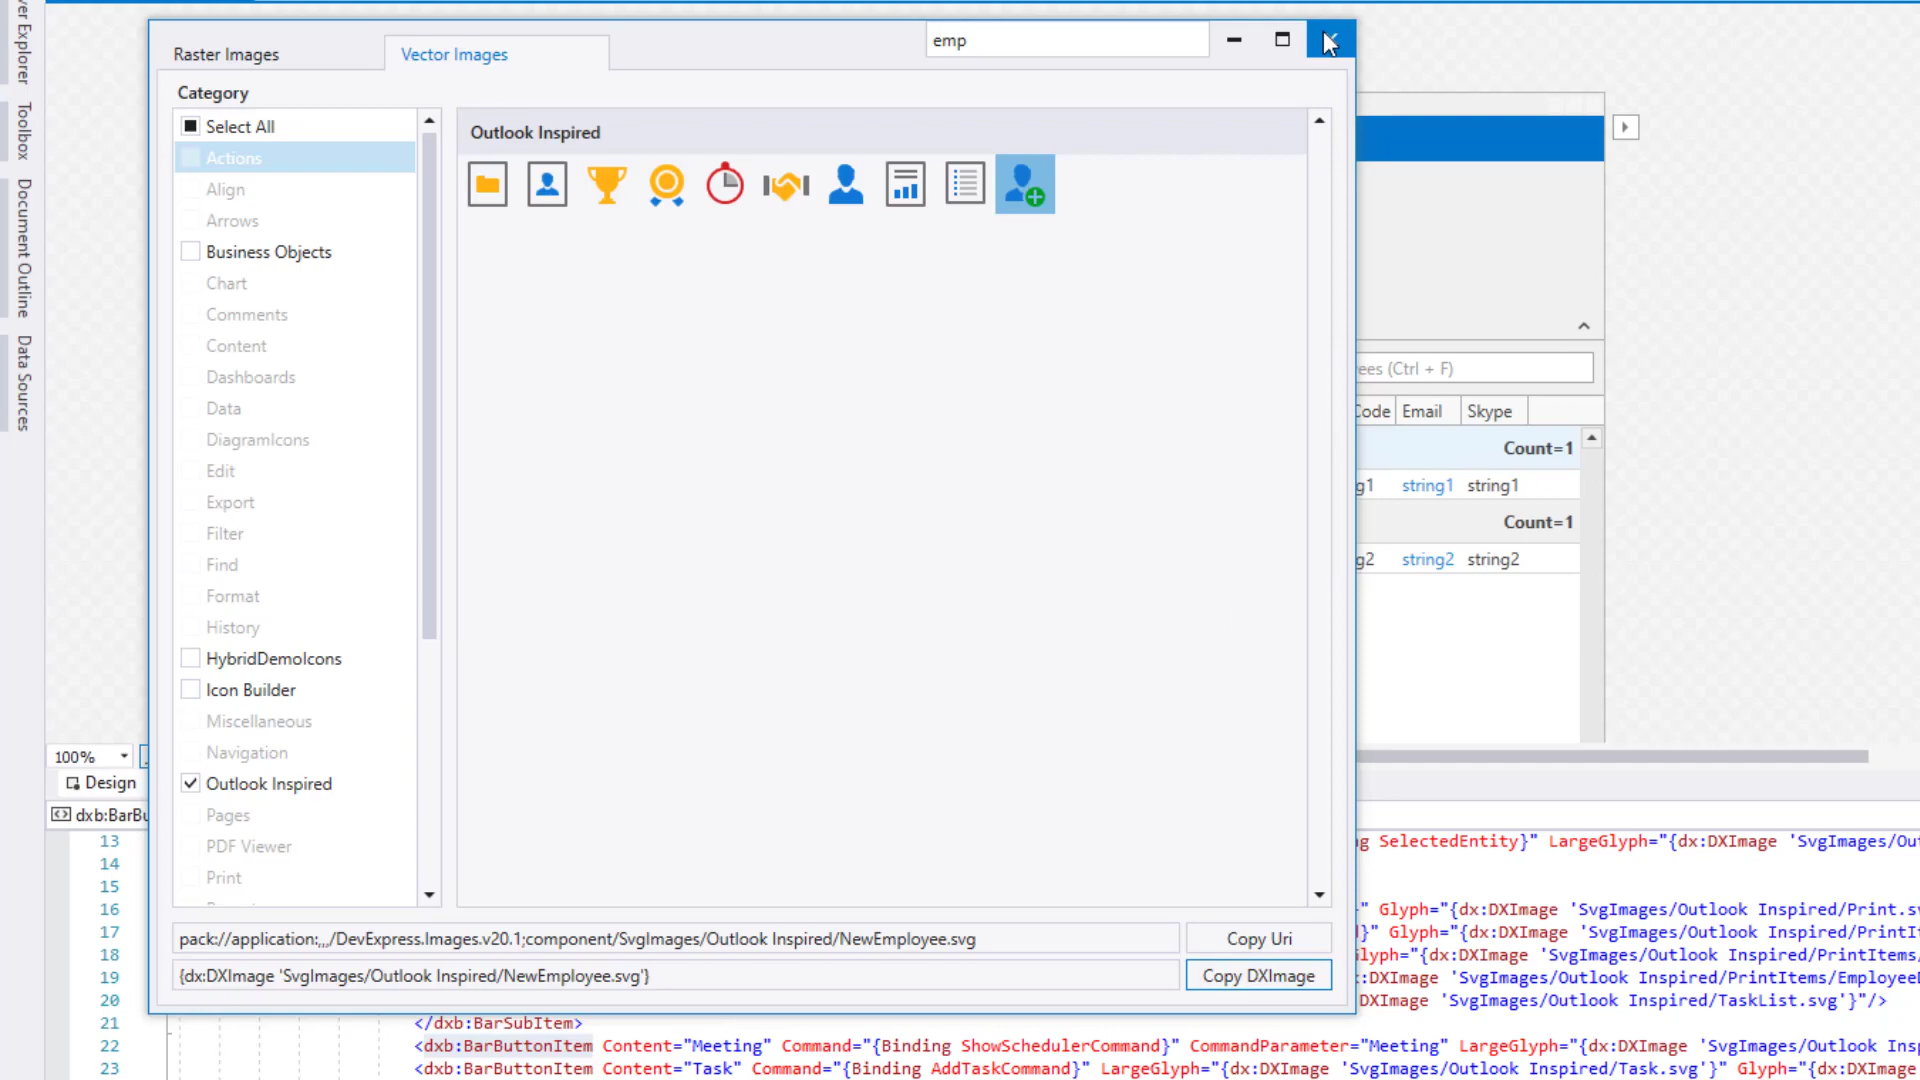 ver Explorer
Toolbox
Document Outline
Data Sources
Raster Images
Vector Images
emp
Category
Select All
Actions
Align
Arrows
Business Objects
Chart
Comments
Content
Dashboards
Data
DiagramIcons
Edit
Export
Filter
Find
Format
History
HybridDemoIcons
Icon Builder
Miscellaneous
Navigation
Outlook Inspired
Pages
PDF Viewer
Print
Outlook Inspired
ees (Ctrl + F)
Code Email Skype
Count=1
g1 string1 string1
Count=1
g2 string2 string2
pack://application:,,,/DevExpress.Images.v20.1;component/SvgImages/Outlook Inspired/NewEmployee.svg
Copy Uri
{dx:DXImage 'SvgImages/Outlook Inspired/NewEmployee.svg'}
Copy DXImage
100%
Design
dxb:BarBu
13 g SelectedEntity}" LargeGlyph="{dx:DXImage 'SvgImages/Ou
14
15
16 " Glyph="{dx:DXImage 'SvgImages/Outlook Inspired/Print.sv
17 }" Glyph="{dx:DXImage 'SvgImages/Outlook Inspired/PrintI
18 lyph="{dx:DXImage 'SvgImages/Outlook Inspired/PrintItems/
19 :DXImage 'SvgImages/Outlook Inspired/PrintItems/EmployeeD
20 DXImage 'SvgImages/Outlook Inspired/TaskList.svg'}"/>
21 </dxb:BarSubItem>
22 <dxb:BarButtonItem Content="Meeting" Command="{Binding ShowSchedulerCommand}" CommandParameter="Meeting" LargeGlyph="{dx:DXImage 'SvgImages/Outlook Ins
23 <dxb:BarButtonItem Content="Task" Command="{Binding AddTaskCommand}" LargeGlyph="{dx:DXImage 'SvgImages/Outlook Inspired/Task.svg'}" Glyph="{dx:DXImage